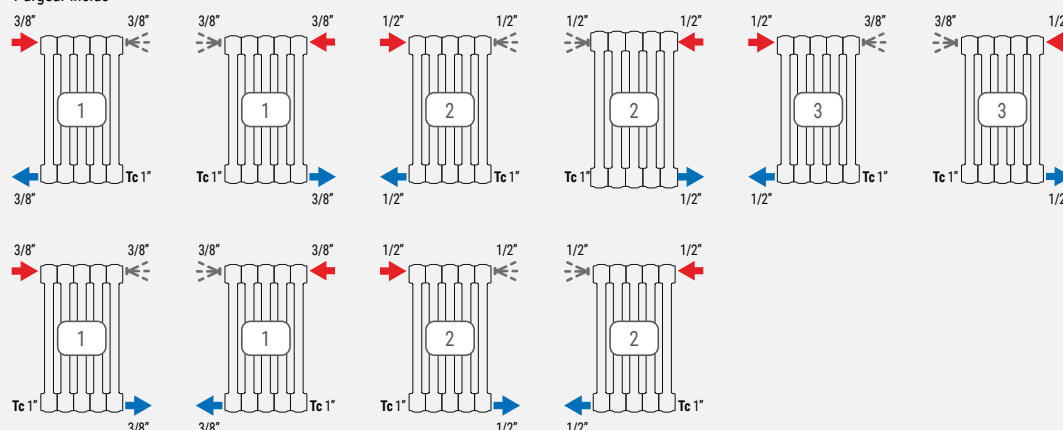 Purgeur inclus
3/8" 3/8" 3/8" 3/8" 1/2" 1/2" 1/2" 1/2" 1/2" 3/8" 3/8" 1/2"
1 1 2 2 3 3
Tc 1" Tc 1" Tc 1" Tc 1" Tc 1" Tc 1"
3/8" 3/8" 1/2" 1/2" 1/2" 1/2
3/8" 3/8" 3/8" 3/8" 1/2" 1/2" 1/2" 1/2"
1 1 2 2
Tc 1" Tc 1" Tc 1" Tc 1"
3/8" 3/8" 1/2" 1/2"